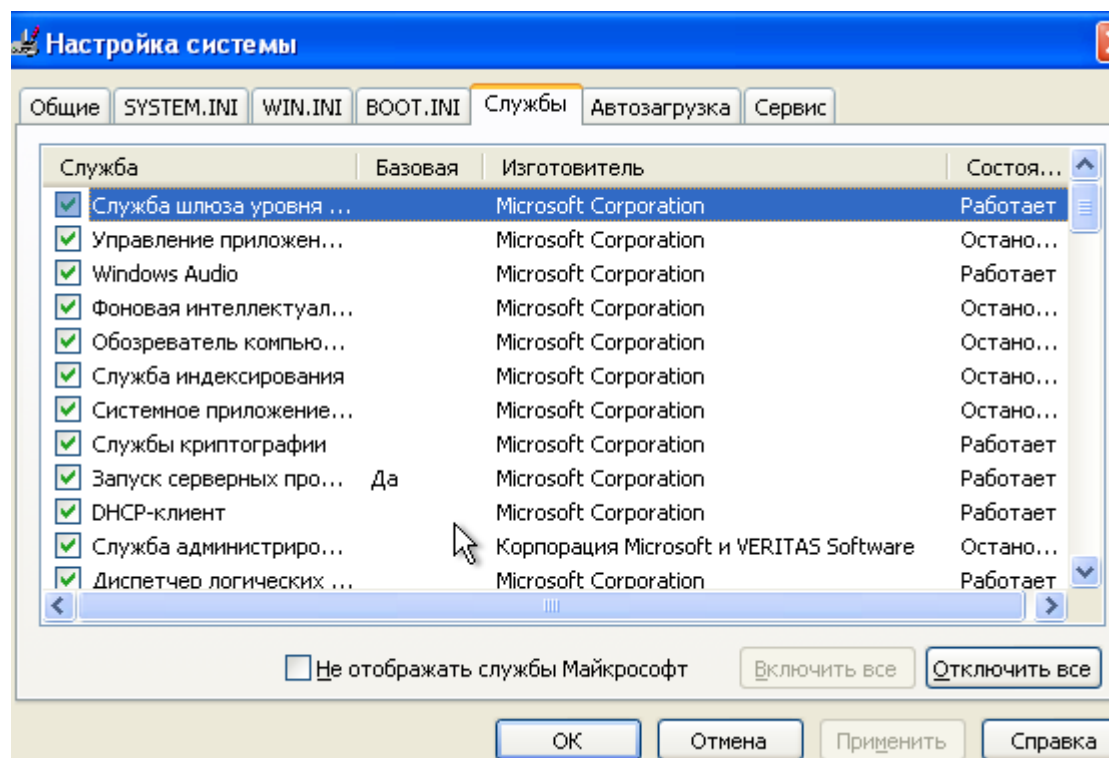 Настройка системы
Общие SYSTEM.INI WIN.INI BOOT.INI Службы Автозагрузка Сервис
Служба Базовая Изготовитель Состоя...
Служба шлюза уровня ... Microsoft Corporation Работает
Управление приложен... Microsoft Corporation Остано...
Windows Audio Microsoft Corporation Работает
Фоновая интеллектуал... Microsoft Corporation Остано...
Обозреватель компью... Microsoft Corporation Остано...
Служба индексирования Microsoft Corporation Остано...
Системное приложение... Microsoft Corporation Остано...
Службы криптографии Microsoft Corporation Работает
Запуск серверных про... Да Microsoft Corporation Работает
DHCP-клиент Microsoft Corporation Работает
Служба администриро... Корпорация Microsoft и VERITAS Software Остано...
Диспетчер логических ... Microsoft Corporation Работает
Не отображать службы Майкрософт Включить все Отключить все
ОК Отмена Применить Справка